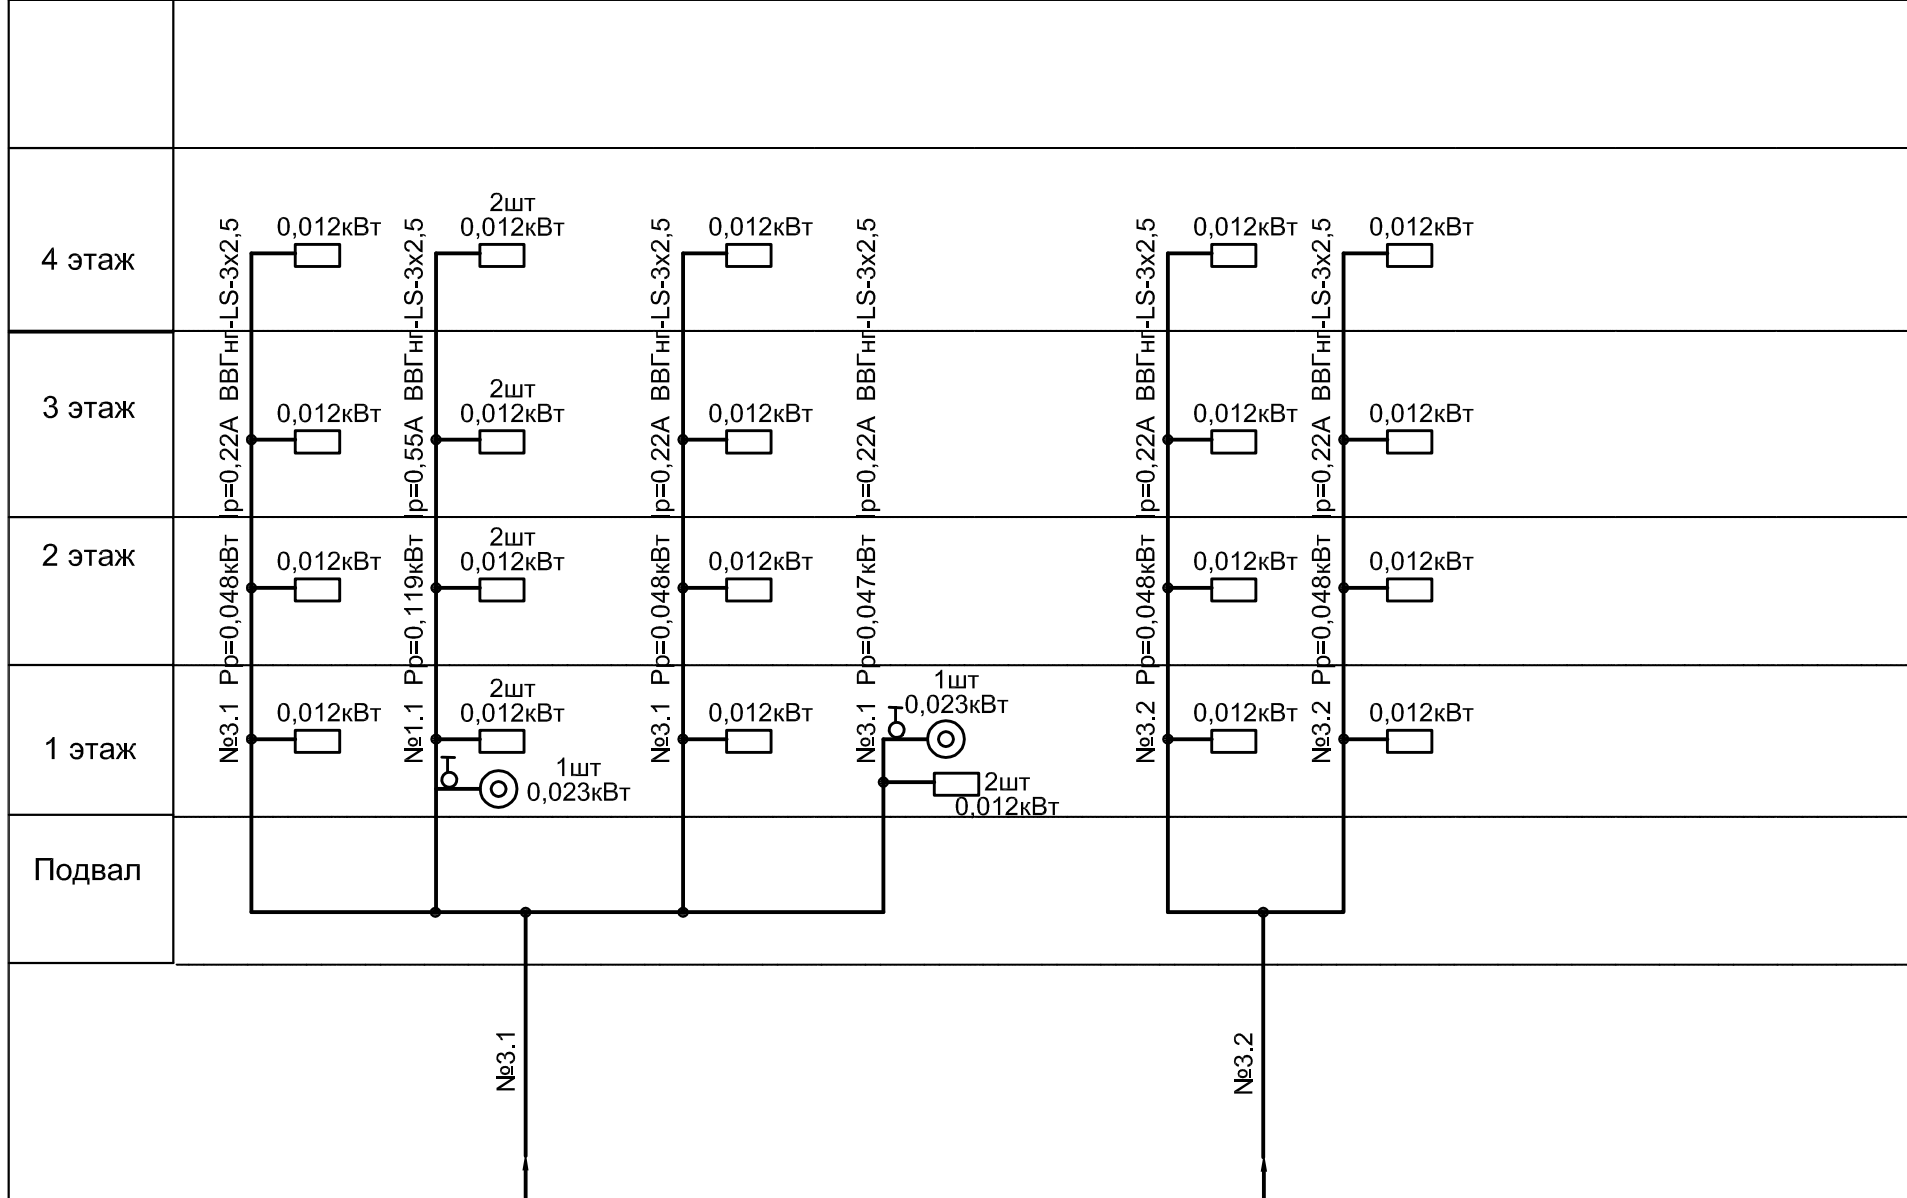 4 этаж
3 этаж
2 этаж
1 этаж
Подвал
№3.1 Рр=0,048кВт Iр=0,22А ВВГнг-LS-3х2,5
0,012кВт
0,012кВт
0,012кВт
0,012кВт
№1.1 Рр=0,119кВт Iр=0,55А ВВГнг-LS-3х2,5
2шт
0,012кВт
2шт
0,012кВт
2шт
0,012кВт
2шт
0,012кВт
1шт
0,023кВт
№3.1 Рр=0,048кВт Iр=0,22А ВВГнг-LS-3х2,5
0,012кВт
0,012кВт
0,012кВт
0,012кВт
№3.1 Рр=0,047кВт Iр=0,22А ВВГнг-LS-3х2,5
1шт
0,023кВт
2шт
0,012кВт
№3.2 Рр=0,048кВт Iр=0,22А ВВГнг-LS-3х2,5
0,012кВт
0,012кВт
0,012кВт
0,012кВт
№3.2 Рр=0,048кВт Iр=0,22А ВВГнг-LS-3х2,5
0,012кВт
0,012кВт
0,012кВт
0,012кВт
№3.1
№3.2